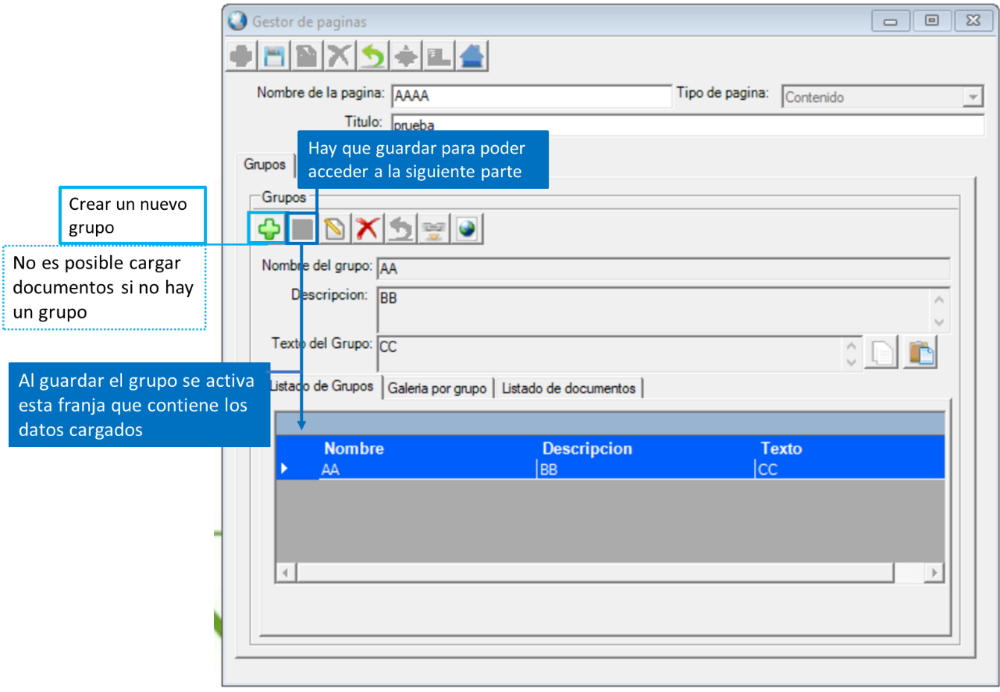 Gestor de paginas
Nombre de la pagina: AAAA Tipo de pagina: Contenido
Titulo: prueba
Hay que guardar para poder
acceder a la siguiente parte
Grupos
Grupos
Crear un nuevo
grupo
No es posible cargar
documentos si no hay
un grupo
Nombre del grupo: AA
Descripcion: BB
Texto del Grupo: CC
Al guardar el grupo se activa
esta franja que contiene los
datos cargados
Listado de Grupos Galeria por grupo Listado de documentos
Nombre Descripcion Texto
AA BB CC